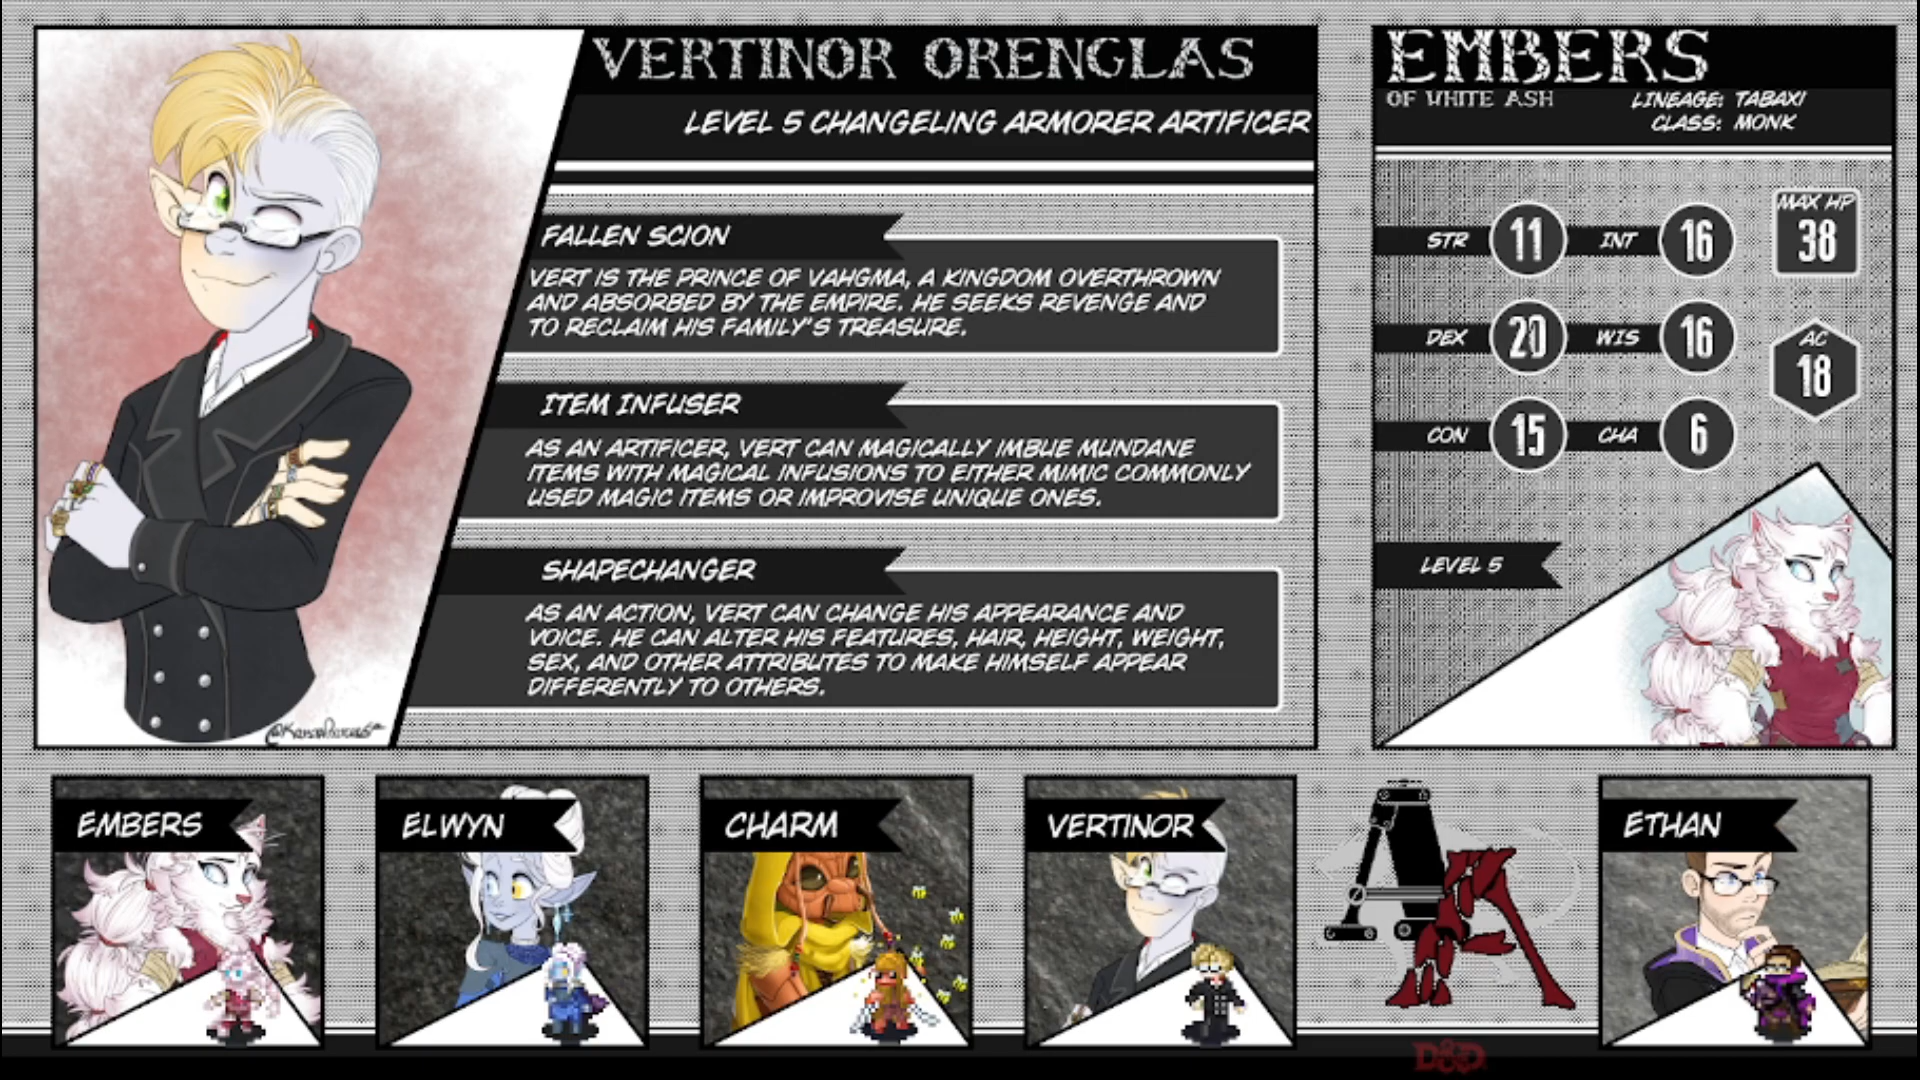 VERTINOR ORENGLAS
LEVEL 5 CHANGELING ARMORER ARTIFICER
FALLEN SCION
VERT IS THE PRINCE OF VAHGMA, A KINGDOM OVERTHROWN
AND ABSORBED BY THE EMPIRE. HE SEEKS REVENGE AND
TO RECLAIM HIS FAMILY'S TREASURE.
ITEM INFUSER
AS AN ARTIFICER, VERT CAN MAGICALLY IMBUE MUNDANE
ITEMS WITH MAGICAL INFUSIONS TO EITHER MIMIC COMMONLY
USED MAGIC ITEMS OR IMPROVISE UNIQUE ONES.
SHAPECHANGER
AS AN ACTION, VERT CAN CHANGE HIS APPEARANCE AND
VOICE. HE CAN ALTER HIS FEATURES, HAIR, HEIGHT, WEIGHT,
SEX, AND OTHER ATTRIBUTES TO MAKE HIMSELF APPEAR
DIFFERENTLY TO OTHERS.
EMBERS
OF WHITE ASH
LINEAGE: TABAXI
CLASS: MONK
STR 11 INT 16
MAX HP
38
DEX 20 WIS 16
AC
18
CON 15 CHA 6
LEVEL 5
EMBERS
ELWYN
CHARM
VERTINOR
ETHAN
D&D